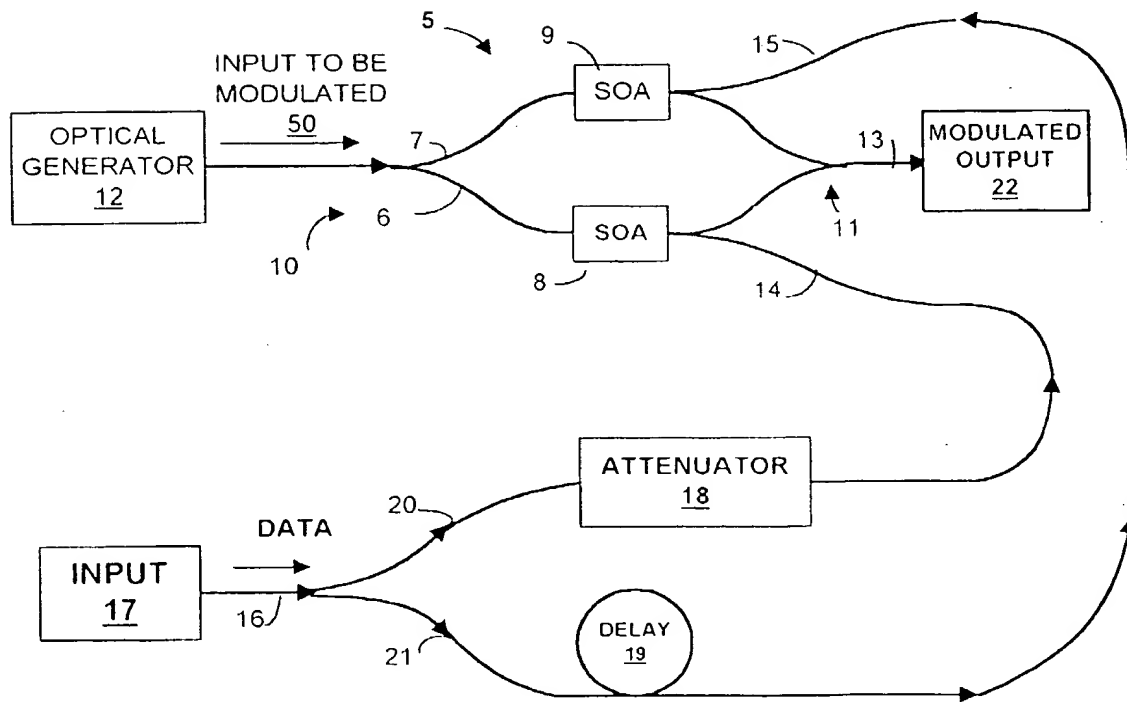 5
9
15
INPUT TO BE
MODULATED
50
SOA
OPTICAL
GENERATOR
12
7
13
MODULATED
OUTPUT
22
6
SOA
11
10
8
14
ATTENUATOR
18
20
DATA
INPUT
17
16
DELAY
19
21